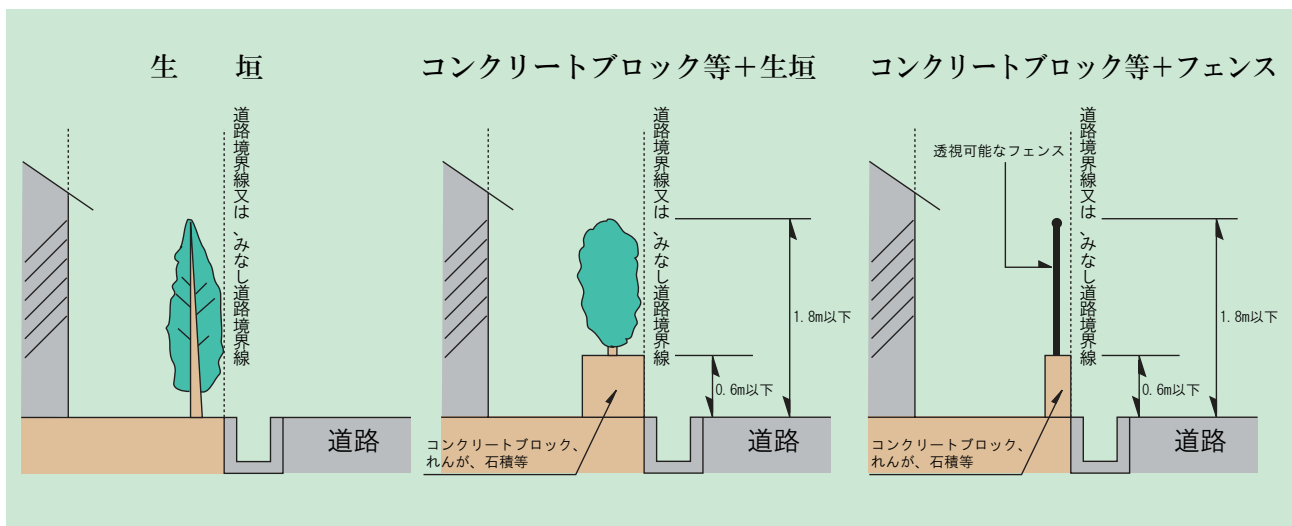 生　垣
道路境界線又は、みなし道路境界線
道路
コンクリートブロック等＋生垣
道路境界線又は、みなし道路境界線
1.8m以下
0.6m以下
コンクリートブロック、
れんが、石積等
道路
コンクリートブロック等＋フェンス
透視可能なフェンス
道路境界線又は、みなし道路境界線
1.8m以下
0.6m以下
コンクリートブロック、
れんが、石積等
道路